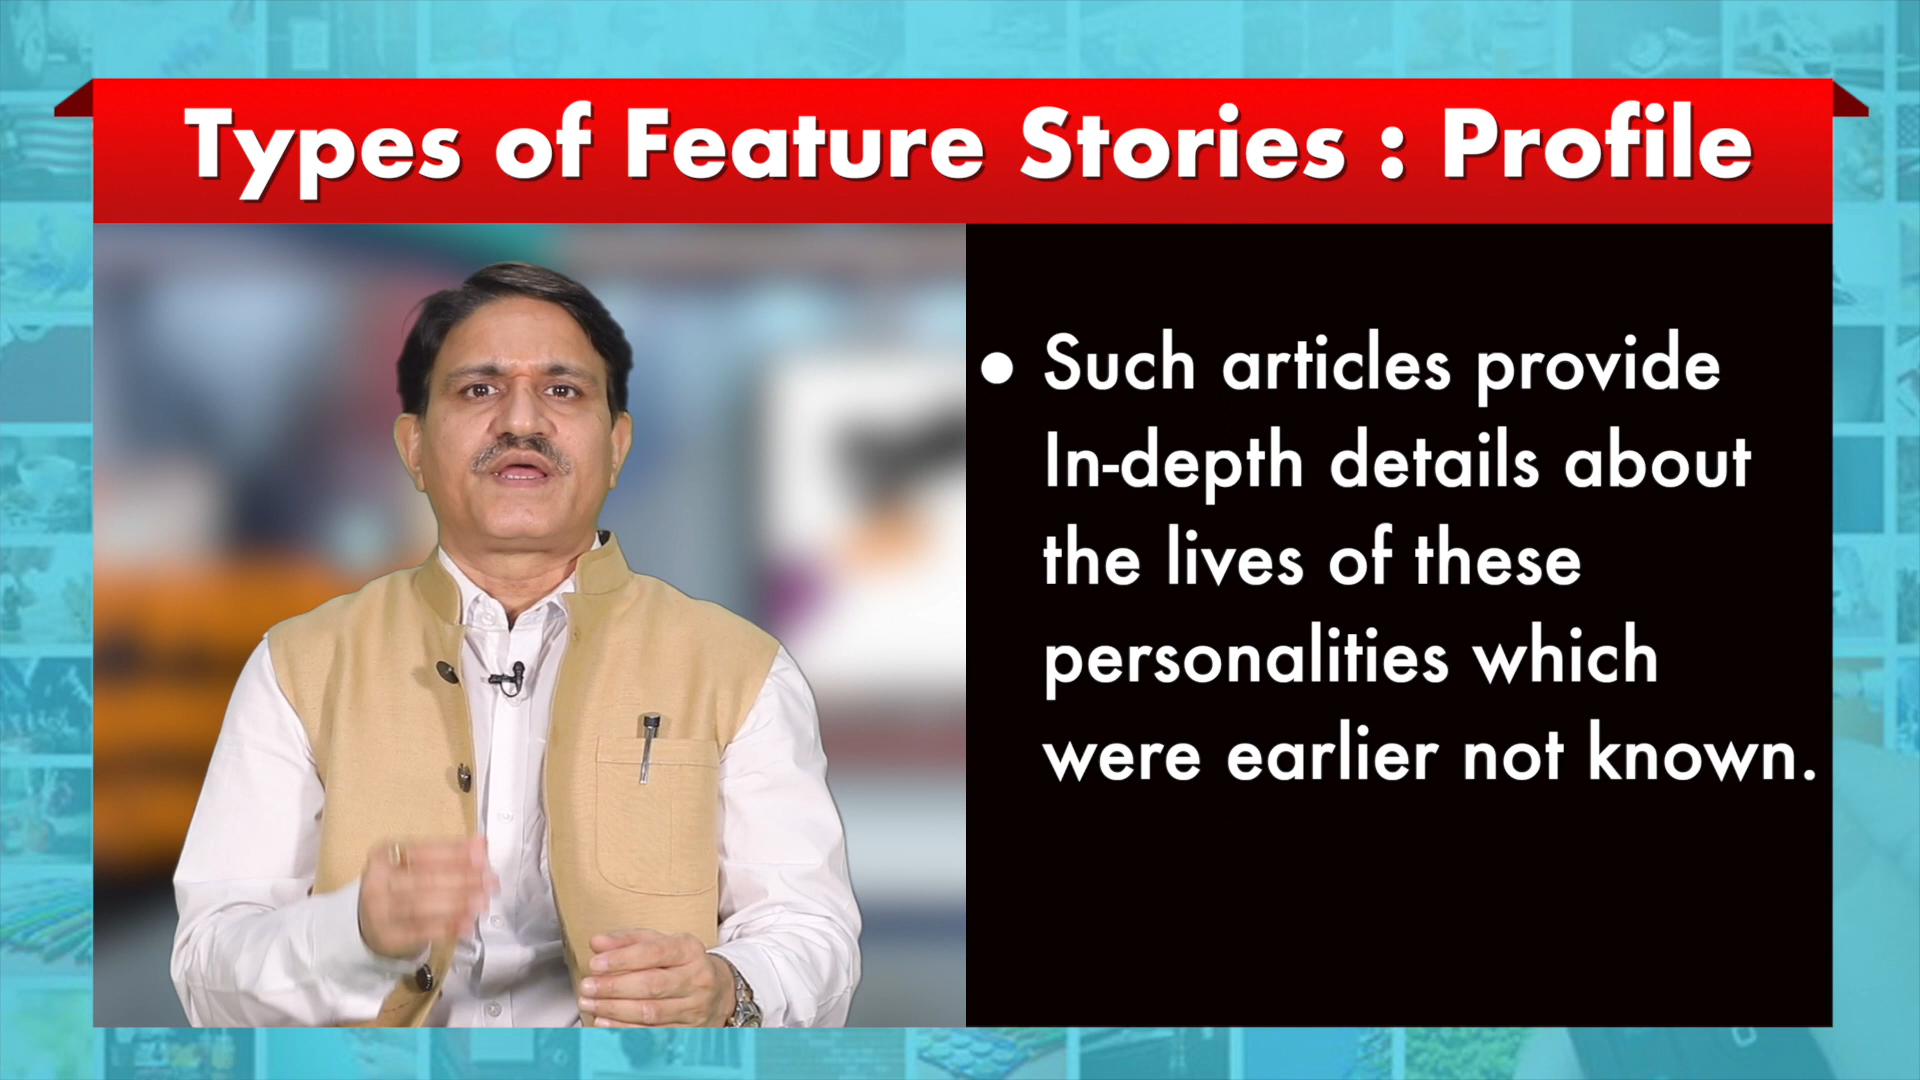 Types of Feature Stories : Profile
● Such articles provide
In-depth details about
the lives of these
personalities which
were earlier not known.